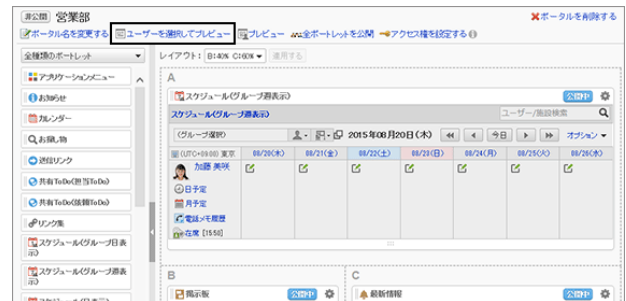 非公開 営業部
✖ポータルを削除する
ポータル名を変更する ユーザーを選択してプレビュー プレビュー 全ポートレットを公開 アクセス権を設定する
全種類のポートレット
レイアウト: B:40% C:60% 適用する
アプリケーションメニュー
お知らせ
カレンダー
お探し物
送信リンク
共有ToDo(担当ToDo)
共有ToDo(依頼ToDo)
リンク集
スケジュール(グループ日表示)
スケジュール(グループ週表示)
A
スケジュール(グループ週表示) 公開中
スケジュール(グループ週表示) ユーザー/施設検索
(グループ選択) 2015年08月20日(木) 今日 オプション
(UTC+09:00) 東京 08/20(木) 08/21(金) 08/22(土) 08/23(日) 08/24(月) 08/25(火) 08/26(水)
加藤 美咲
日予定
月予定
電話メモ履歴
在席 [15:50]
B
掲示板 公開中
C
最新情報 公開中